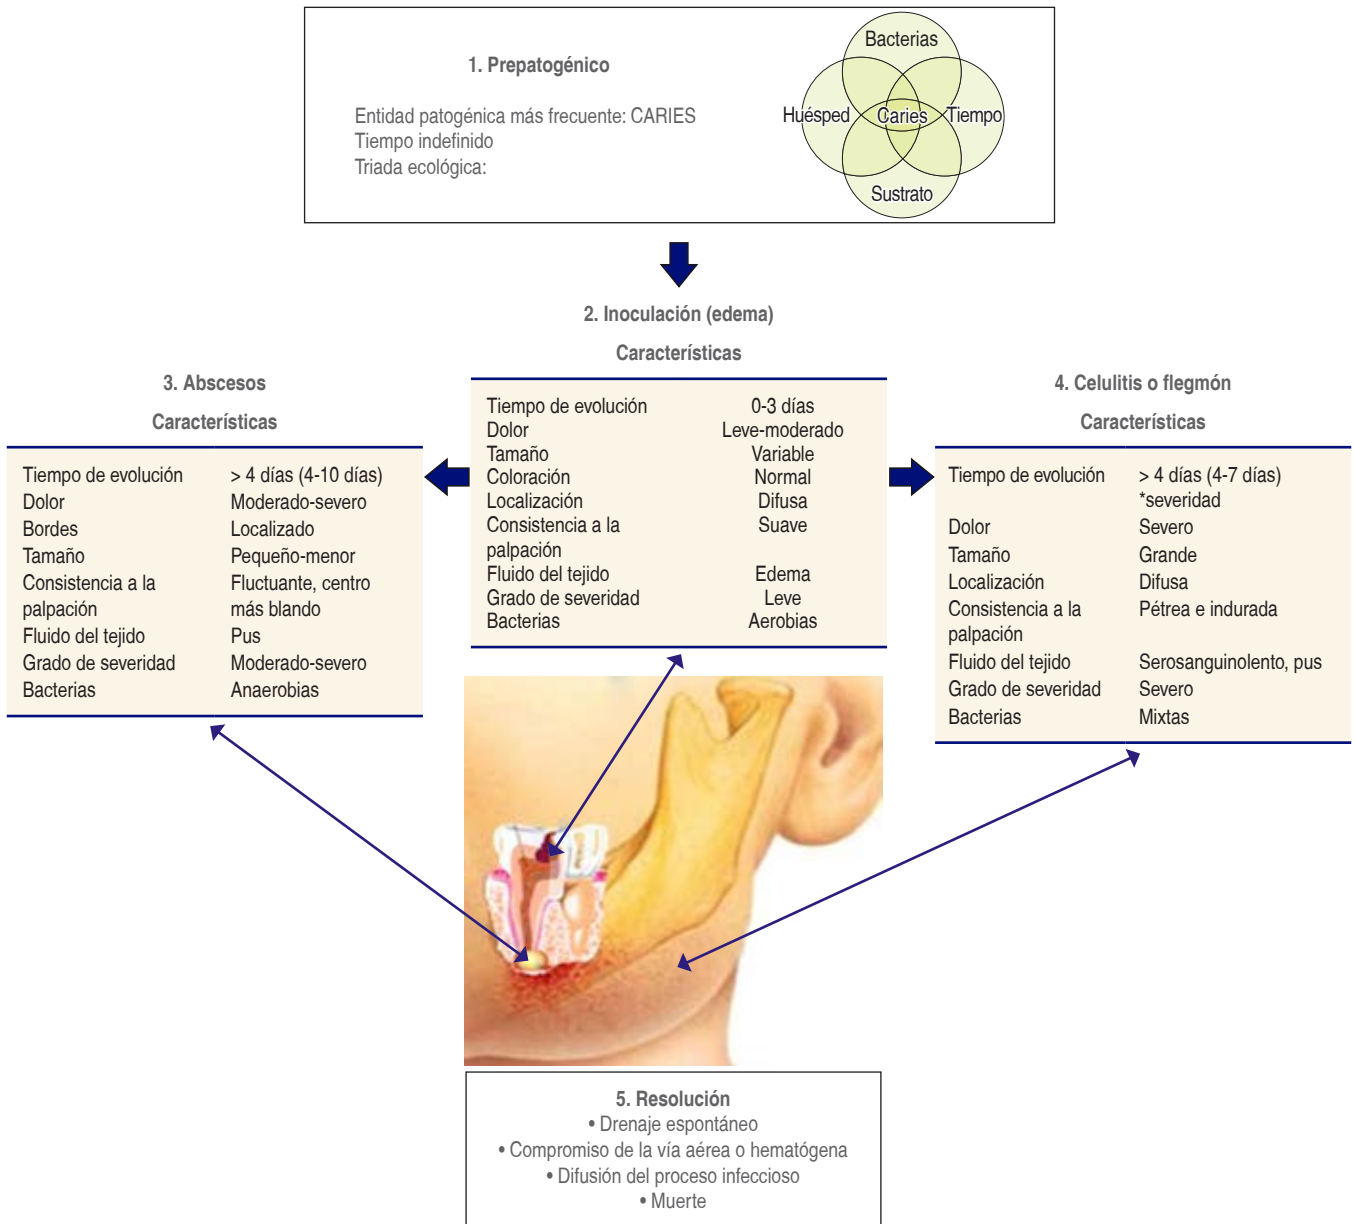 1. Prepatogénico
Entidad patogénica más frecuente: CARIES
Tiempo indefinido
Triada ecológica:
Bacterias
Huésped Caries Tiempo
Sustrato
2. Inoculación (edema)
Características
Tiempo de evolución 0-3 días
Dolor Leve-moderado
Tamaño Variable
Coloración Normal
Localización Difusa
Consistencia a la Suave
palpación
Fluido del tejido Edema
Grado de severidad Leve
Bacterias Aerobias
3. Abscesos
Características
Tiempo de evolución > 4 días (4-10 días)
Dolor Moderado-severo
Bordes Localizado
Tamaño Pequeño-menor
Consistencia a la Fluctuante, centro
palpación más blando
Fluido del tejido Pus
Grado de severidad Moderado-severo
Bacterias Anaerobias
4. Celulitis o flegmón
Características
Tiempo de evolución > 4 días (4-7 días)
*severidad
Dolor Severo
Tamaño Grande
Localización Difusa
Consistencia a la Pétrea e indurada
palpación
Fluido del tejido Serosanguinolento, pus
Grado de severidad Severo
Bacterias Mixtas
5. Resolución
• Drenaje espontáneo
• Compromiso de la vía aérea o hematógena
• Difusión del proceso infeccioso
• Muerte